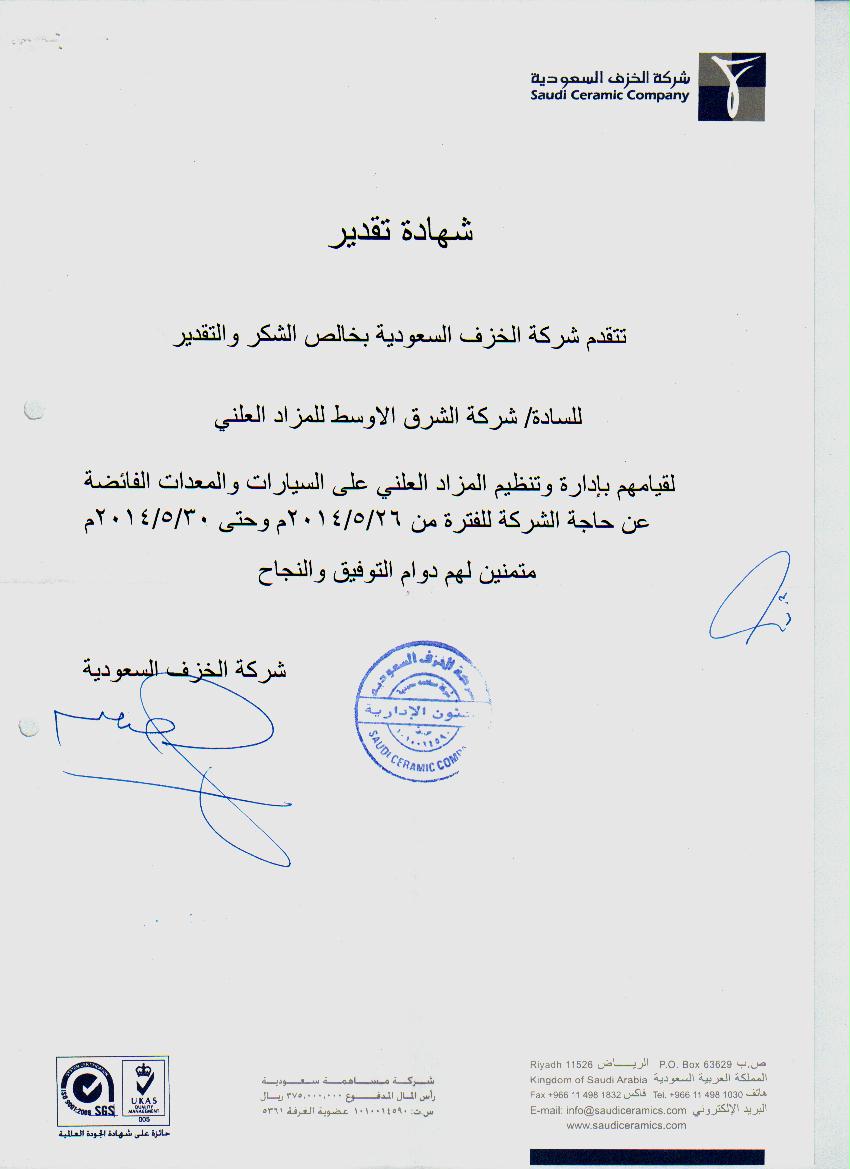 شركة الخزف السعودية
Saudi Ceramic Company
شهادة تقدير
تتقدم شركة الخزف السعودية بخالص الشكر والتقدير
للسادة/ شركة الشرق الاوسط للمزاد العلني
لقيامهم بإدارة وتنظيم المزاد العلني على السيارات والمعدات الفائضة
عن حاجة الشركة للفترة من ٢٠١٤/٥/٢٦م وحتى ٢٠١٤/٥/٣٠م
متمنين لهم دوام التوفيق والنجاح
شركة الخزف السعودية
شركة الخزف السعودية
شركة مساهمة سعودية
الإدارية
١٠١٠٠١٤٥٩٠
SAUDI CERAMIC
ISO 9001:2008 SGS
UKAS
QUALITY
MANAGEMENT
005
حائزة على شهادة الجودة العالمية
شركة مساهمة سعودية
رأس المال المدفوع ٣٧٥,٠٠٠,٠٠٠ ريال
س.ت: ١٠١٠٠١٤٥٩٠ عضوية الغرفة ٥٣٦١
Riyadh 11526 الرياض P.O. Box 63629 ص.ب
Kingdom of Saudi Arabia المملكة العربية السعودية
Fax +966 11 498 1832 فاكس Tel. +966 11 498 1030 هاتف
E-mail: info@saudiceramics.com البريد الإلكتروني
www.saudiceramics.com